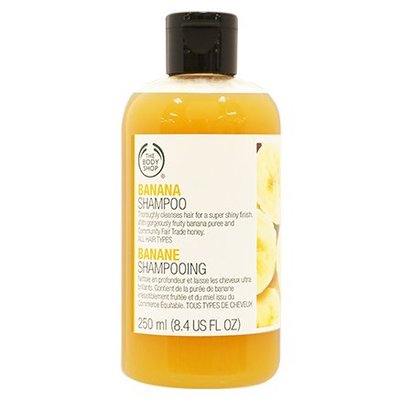 THE
BODY
SHOP
®
BANANA
SHAMPOO
Thoroughly cleanses hair for a super shiny finish.
With gorgeously fruity banana puree and
Community Fair Trade honey.
ALL HAIR TYPES
BANANE
SHAMPOOING
Nettoie en profondeur et laisse les cheveux ultra
brillants. Contient de la purée de banane
irrésistiblement fruitée et du miel issu du
Commerce Équitable. TOUS TYPES DE CHEVEUX
250 ml (8.4 US FL OZ)